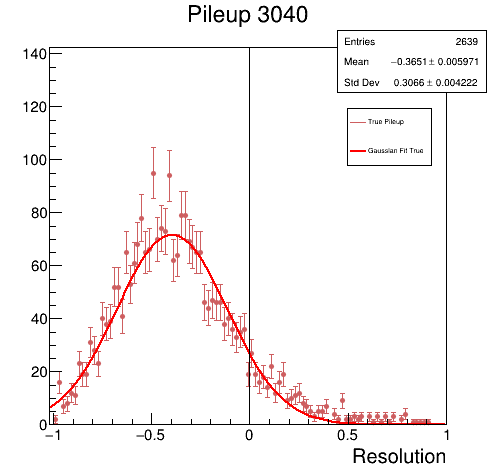 Pileup 3040
Entries 2639
Mean −0.3651 ± 0.005971
Std Dev 0.3066 ± 0.004222
True Pileup
Gaussian Fit True
140
120
100
80
60
40
20
0
−1 −0.5 0 0.5 1
Resolution